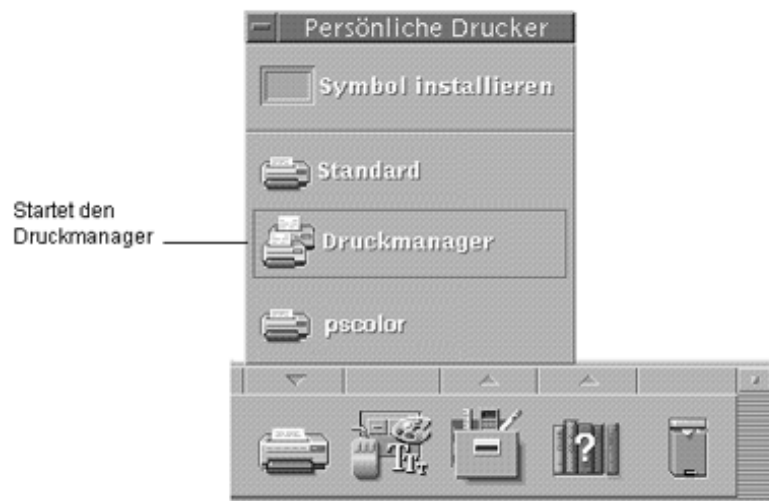 Persönliche Drucker
Symbol installieren
Standard
Startet den
Druckmanager
Druckmanager
pscolor